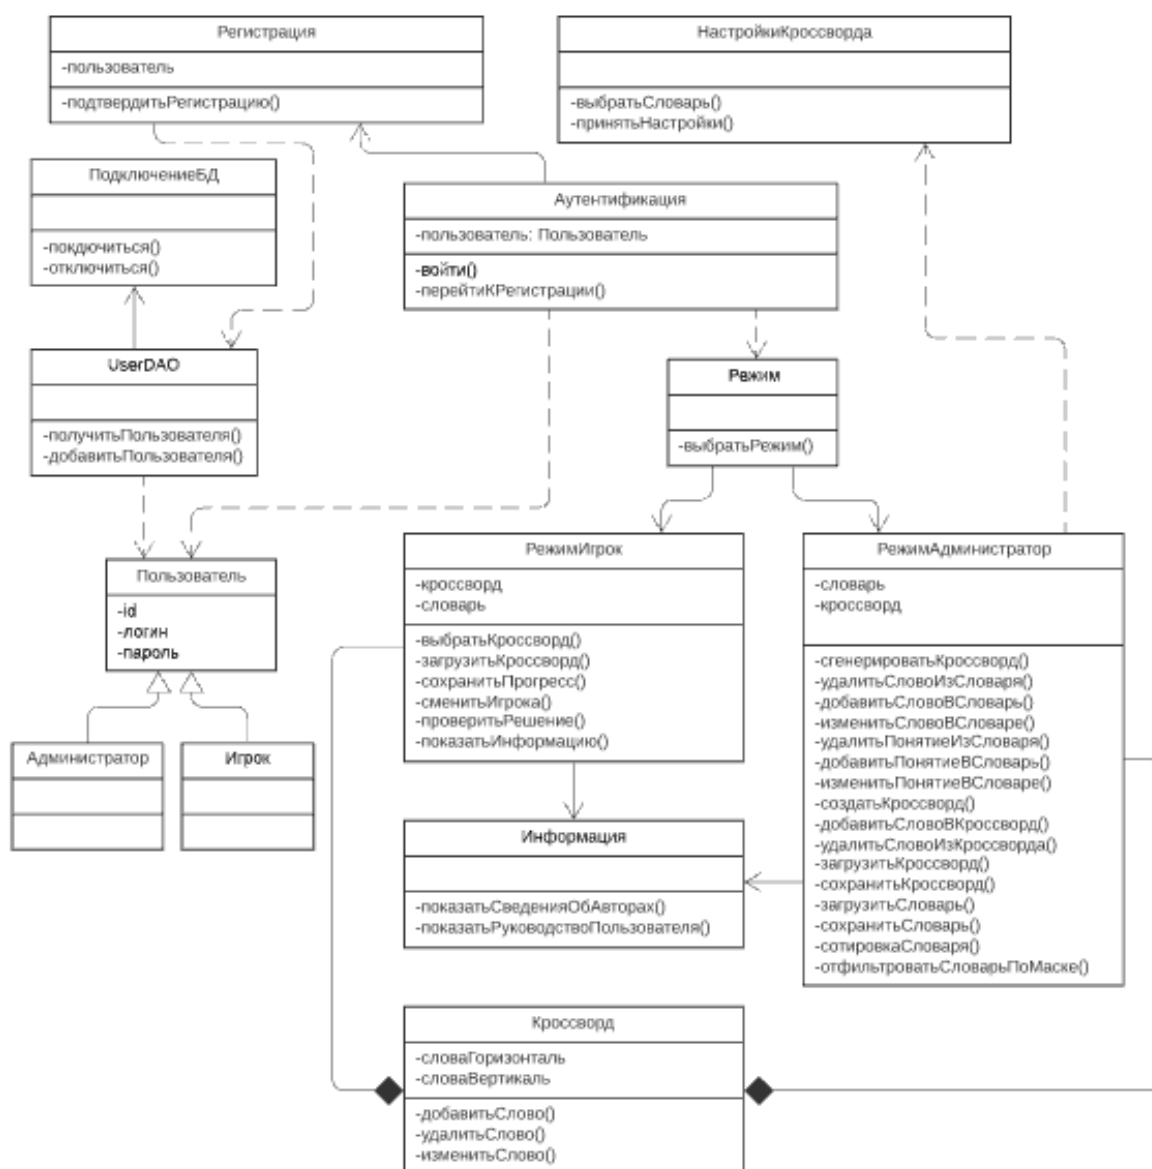 Регистрация
-пользователь
-подтвердитьРегистрацию()
НастройкиКроссворда
-выбратьСловарь()
-принятьНастройки()
ПодключениеБД
-покдючиться()
-отключиться()
Аутентификация
-пользователь: Пользователь
-войти()
-перейтиКРегистрации()
UserDAO
-получитьПользователя()
-добавитьПользователя()
Режим
-выбратьРежим()
Пользователь
-id
-логин
-пароль
РежимИгрок
-кроссворд
-словарь
-выбратьКроссворд()
-загрузитьКроссворд()
-сохранитьПрогресс()
-сменитьИгрока()
-проверитьРешение()
-показатьИнформацию()
РежимАдминистратор
-словарь
-кроссворд
-сгенерироватьКроссворд()
-удалитьСловоИзСловаря()
-добавитьСловоВСловарь()
-изменитьСловоВСловаре()
-удалитьПонятиеИзСловаря()
-добавитьПонятиеВСловарь()
-изменитьПонятиеВСловаре()
-создатьКроссворд()
-добавитьСловоВКроссворд()
-удалитьСловоИзКроссворда()
-загрузитьКроссворд()
-сохранитьКроссворд()
-загрузитьСловарь()
-сохранитьСловарь()
-сотировкаСловаря()
-отфильтроватьСловарьПоМаске()
Администратор
Игрок
Информация
-показатьСведенияОбАвторах()
-показатьРуководствоПользователя()
Кроссворд
-словаГоризонталь
-словаВертикаль
-добавитьСлово()
-удалитьСлово()
-изменитьСлово()